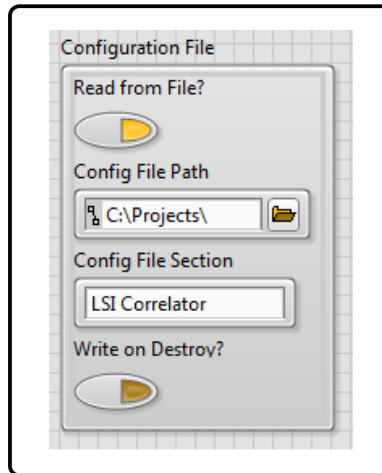 Configuration File
Read from File?
Config File Path
C:\Projects\
Config File Section
LSI Correlator
Write on Destroy?